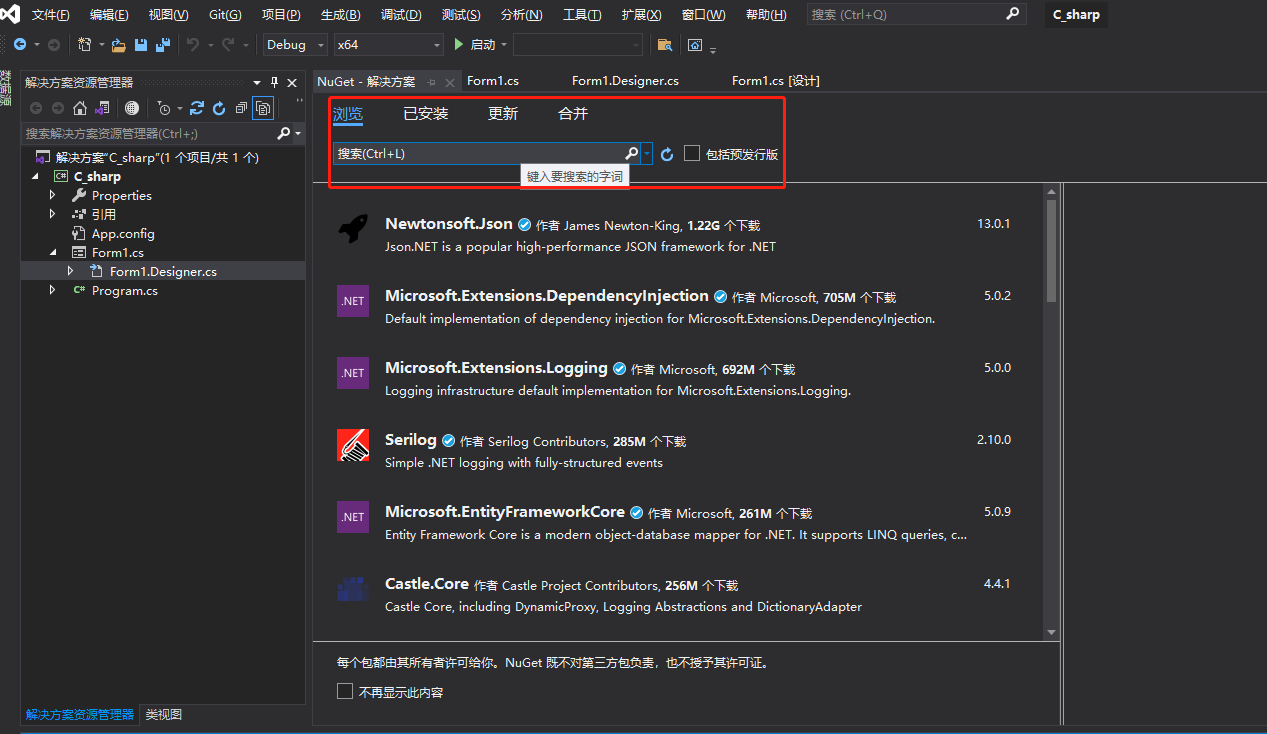 文件(F) 编辑(E) 视图(V) Git(G) 项目(P) 生成(B) 调试(D) 测试(S) 分析(N) 工具(T) 扩展(X) 窗口(W) 帮助(H) 搜索 (Ctrl+Q) C_sharp
Debug x64 启动
数据源
解决方案资源管理器
搜索解决方案资源管理器(Ctrl+;)
解决方案"C_sharp"(1 个项目/共 1 个)
C_sharp
Properties
引用
App.config
Form1.cs
Form1.Designer.cs
Program.cs
解决方案资源管理器 类视图
NuGet - 解决方案 Form1.cs Form1.Designer.cs Form1.cs [设计]
浏览 已安装 更新 合并
搜索(Ctrl+L) 包括预发行版
键入要搜索的字词
Newtonsoft.Json 作者 James Newton-King, 1.22G 个下载 13.0.1
Json.NET is a popular high-performance JSON framework for .NET
.NET Microsoft.Extensions.DependencyInjection 作者 Microsoft, 705M 个下载 5.0.2
Default implementation of dependency injection for Microsoft.Extensions.DependencyInjection.
.NET Microsoft.Extensions.Logging 作者 Microsoft, 692M 个下载 5.0.0
Logging infrastructure default implementation for Microsoft.Extensions.Logging.
Serilog 作者 Serilog Contributors, 285M 个下载 2.10.0
Simple .NET logging with fully-structured events
.NET Microsoft.EntityFrameworkCore 作者 Microsoft, 261M 个下载 5.0.9
Entity Framework Core is a modern object-database mapper for .NET. It supports LINQ queries, c...
Castle.Core 作者 Castle Project Contributors, 256M 个下载 4.4.1
Castle Core, including DynamicProxy, Logging Abstractions and DictionaryAdapter
每个包都由其所有者许可给你。NuGet 既不对第三方包负责，也不授予其许可证。
不再显示此内容